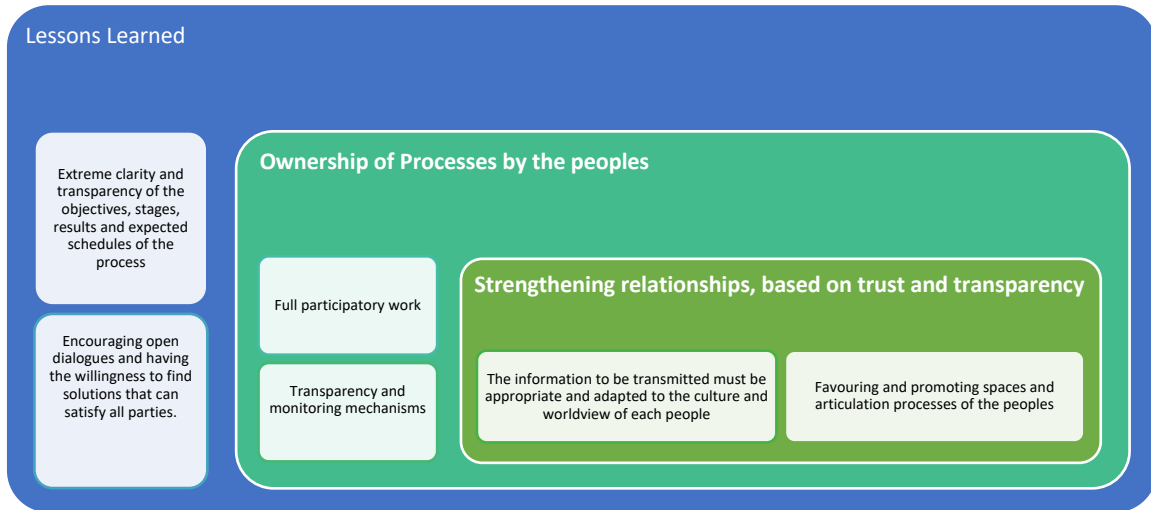 Lessons Learned
Extreme clarity and
transparency of the
objectives, stages,
results and expected
schedules of the
process
Encouraging open
dialogues and having
the willingness to find
solutions that can
satisfy all parties.
Ownership of Processes by the peoples
Full participatory work
Transparency and
monitoring mechanisms
Strengthening relationships, based on trust and transparency
The information to be transmitted must be
appropriate and adapted to the culture and
worldview of each people
Favouring and promoting spaces and
articulation processes of the peoples